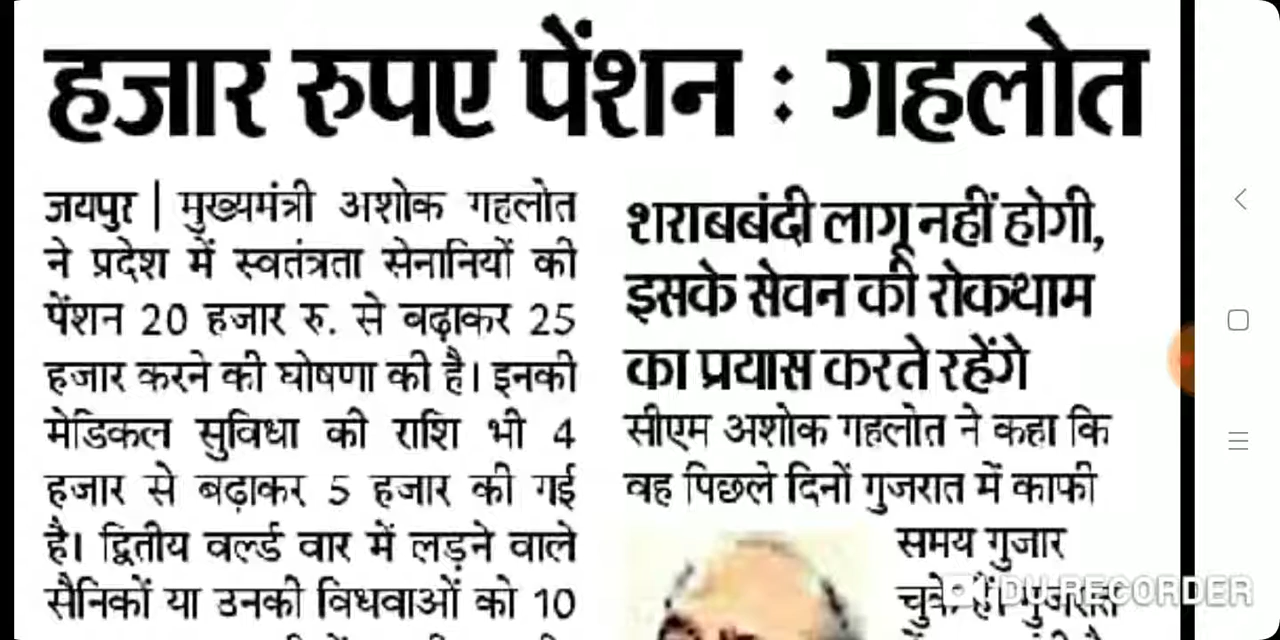 हजार रुपए पेंशन : गहलोत
जयपुर | मुख्यमंत्री अशोक गहलोत
ने प्रदेश में स्वतंत्रता सेनानियों की
पेंशन 20 हजार रु. से बढ़ाकर 25
हजार करने की घोषणा की है। इनकी
मेडिकल सुविधा की राशि भी 4
हजार से बढ़ाकर 5 हजार की गई
है। द्वितीय वर्ल्ड वार में लड़ने वाले
सैनिकों या उनकी विधवाओं को 10
शराबबंदी लागू नहीं होगी,
इसके सेवन की रोकथाम
का प्रयास करते रहेंगे
सीएम अशोक गहलोत ने कहा कि
वह पिछले दिनों गुजरात में काफी
समय गुजार
चुके हैं। गुजरात
DU RECORDER